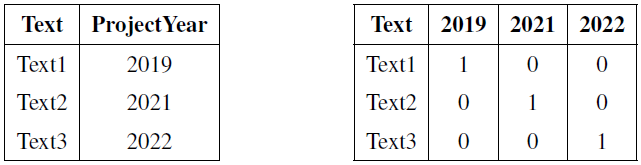 Text ProjectYear
Text1 2019
Text2 2021
Text3 2022
Text 2019 2021 2022
Text1 1 0 0
Text2 0 1 0
Text3 0 0 1